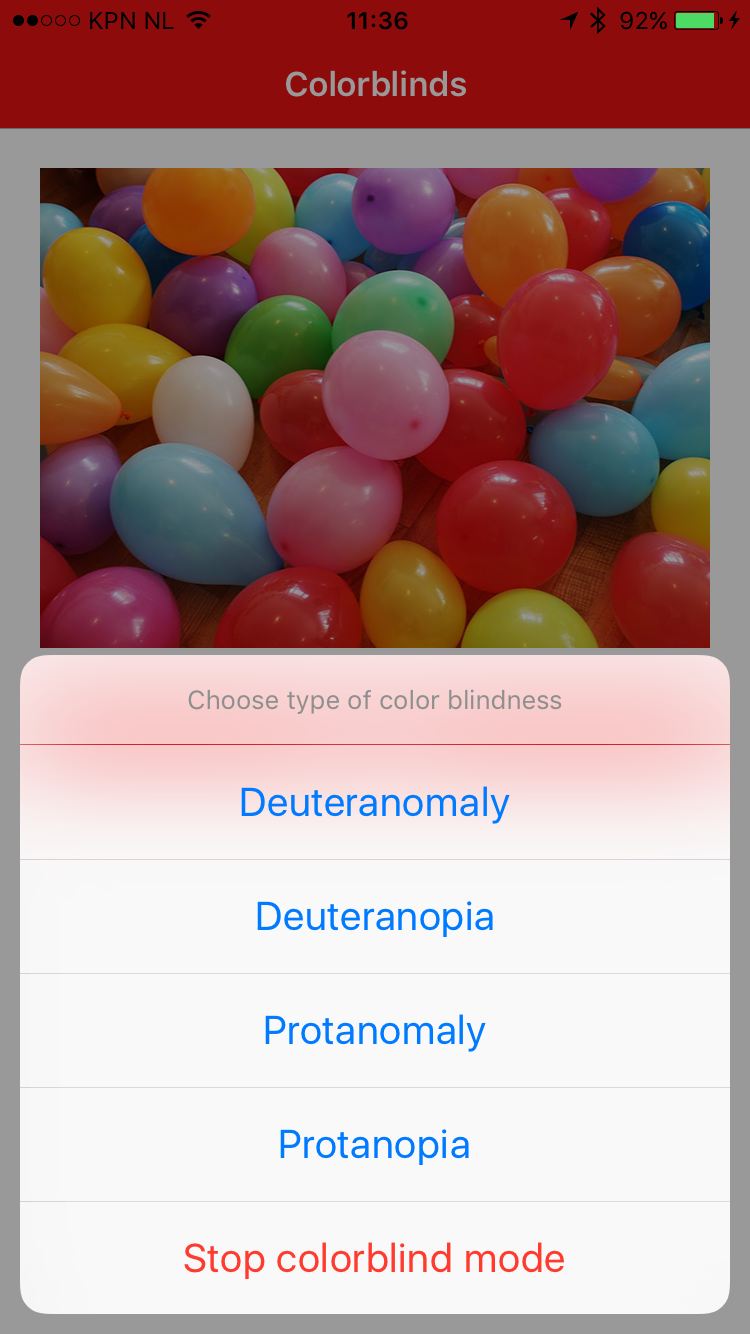 KPN NL 11:36 92%
Colorblinds
Choose type of color blindness
Deuteranomaly
Deuteranopia
Protanomaly
Protanopia
Stop colorblind mode